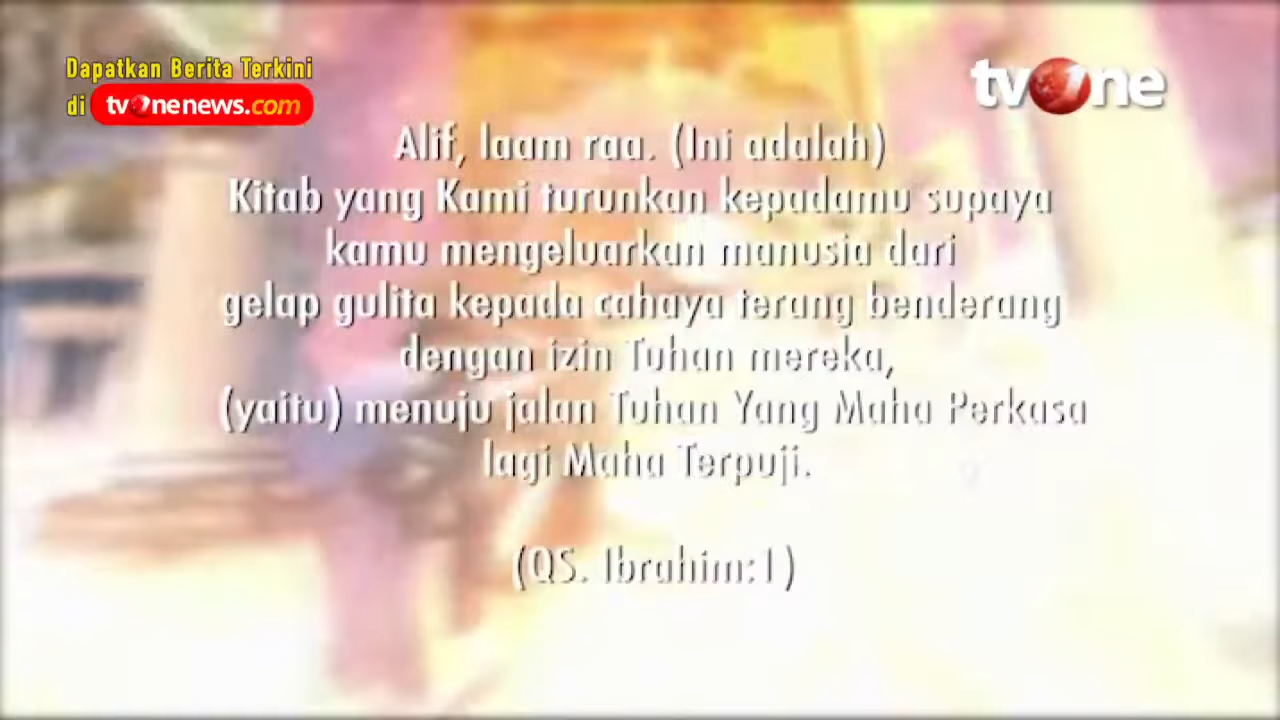 Dapatkan Berita Terkini
di tvOnenews.com
tvOne
Alif, laam raa. (Ini adalah)
Kitab yang Kami turunkan kepadamu supaya
kamu mengeluarkan manusia dari
gelap gulita kepada cahaya terang benderang
dengan izin Tuhan mereka,
(yaitu) menuju jalan Tuhan Yang Maha Perkasa
lagi Maha Terpuji.
(QS. Ibrahim:1)